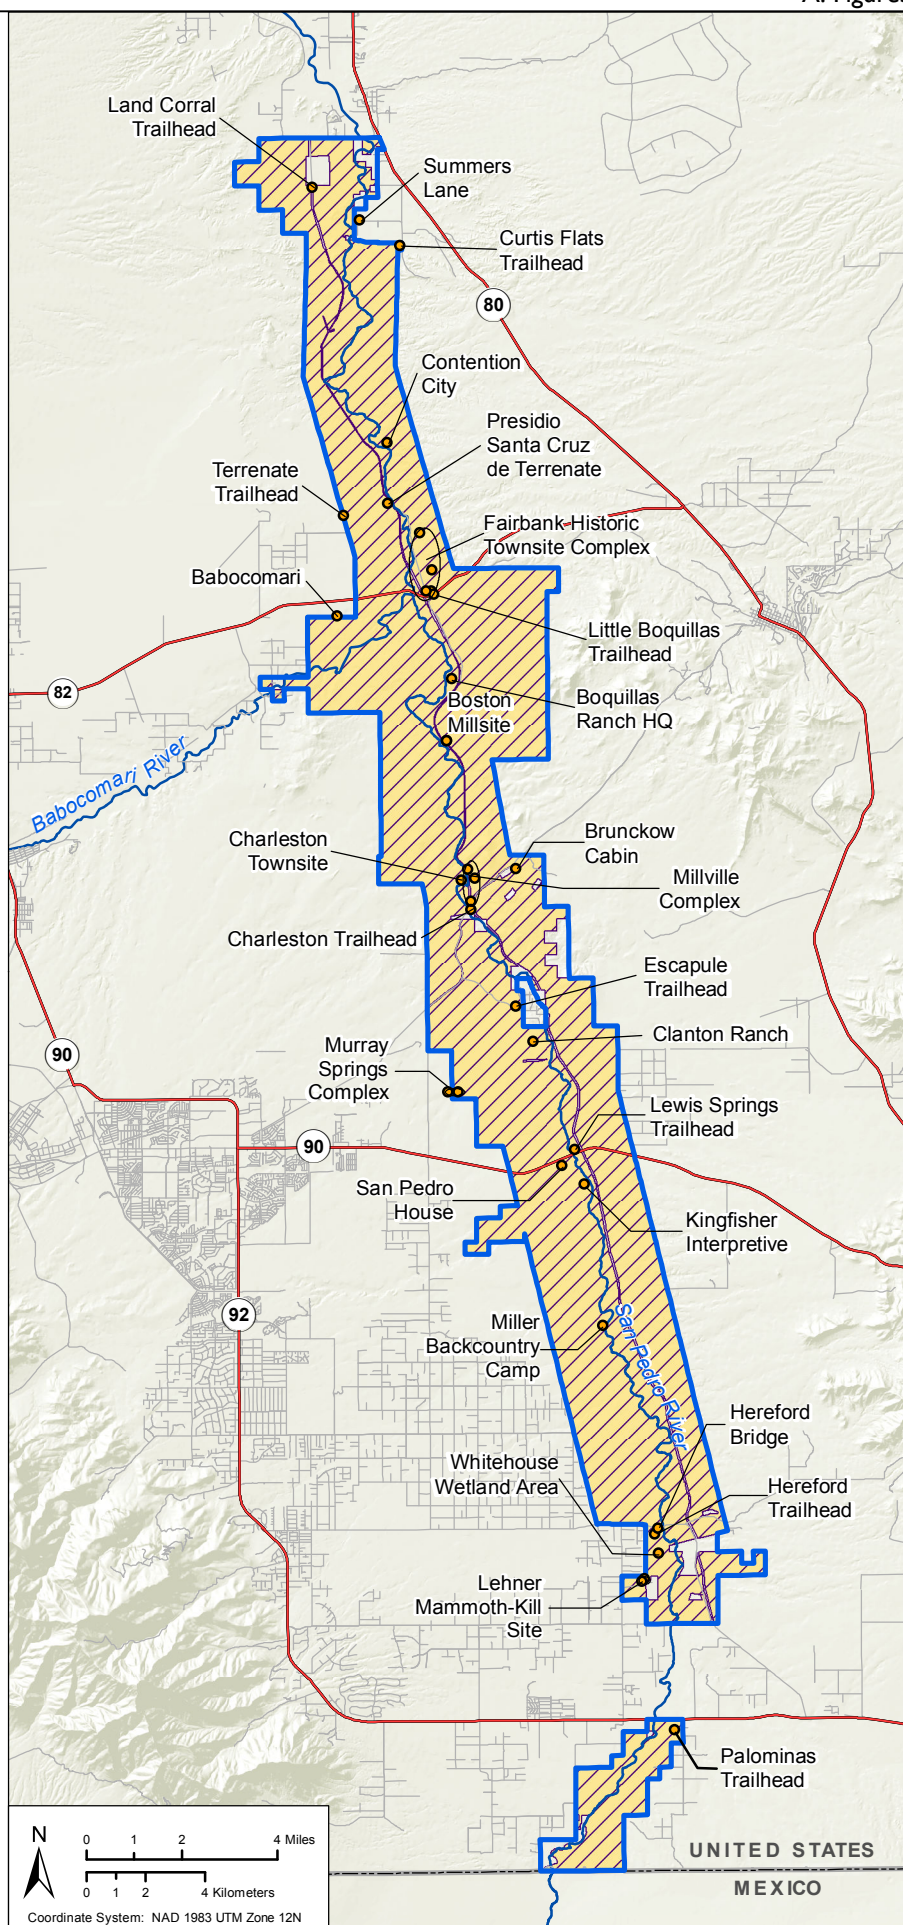 Land Corral
Trailhead
Summers
Lane
Curtis Flats
Trailhead
80
Contention
City
Presidio
Santa Cruz
de Terrenate
Terrenate
Trailhead
Fairbank Historic
Townsite Complex
Babocomari
Little Boquillas
Trailhead
82
Boquillas
Ranch HQ
Boston
Millsite
Babocomari River
Brunckow
Cabin
Charleston
Townsite
Millville
Complex
Charleston Trailhead
Escapule
Trailhead
Clanton Ranch
90
Murray
Springs
Complex
Lewis Springs
Trailhead
90
San Pedro
House
Kingfisher
Interpretive
92
Miller
Backcountry
Camp
San Pedro River
Hereford
Bridge
Whitehouse
Wetland Area
Hereford
Trailhead
Lehner
Mammoth-Kill
Site
Palominas
Trailhead
UNITED STATES
MEXICO
N
0 1 2 4 Miles
0 1 2 4 Kilometers
Coordinate System: NAD 1983 UTM Zone 12N